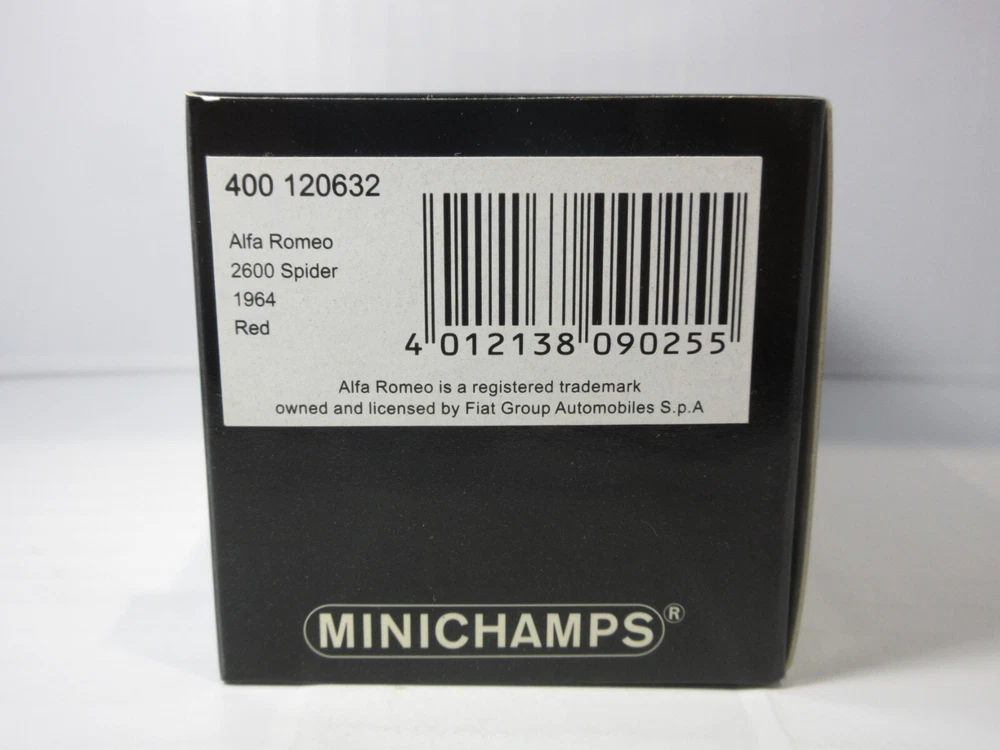 400 120632
Alfa Romeo
2600 Spider
1964
Red
4 012138 090255
Alfa Romeo is a registered trademark
owned and licensed by Fiat Group Automobiles S.p.A
MINICHAMPS®